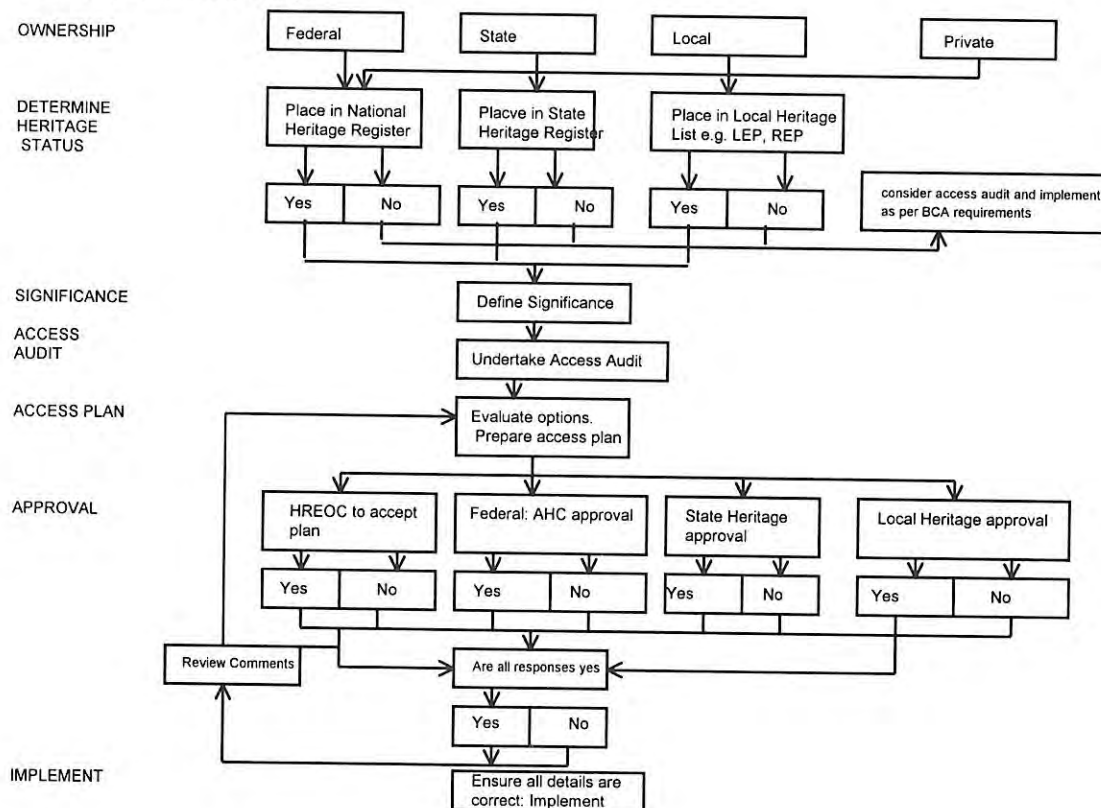 OWNERSHIP
Federal
State
Local
Private
DETERMINE
HERITAGE
STATUS
Place in National
Heritage Register
Placve in State
Heritage Register
Place in Local Heritage
List e.g. LEP, REP
Yes
No
Yes
No
Yes
No
consider access audit and implement
as per BCA requirements
SIGNIFICANCE
Define Significance
ACCESS
AUDIT
Undertake Access Audit
ACCESS PLAN
Evaluate options.
Prepare access plan
APPROVAL
HREOC to accept
plan
Federal: AHC approval
State Heritage
approval
Local Heritage approval
Yes
No
Yes
No
Yes
No
Yes
No
Review Comments
Are all responses yes
Yes
No
IMPLEMENT
Ensure all details are
correct: Implement